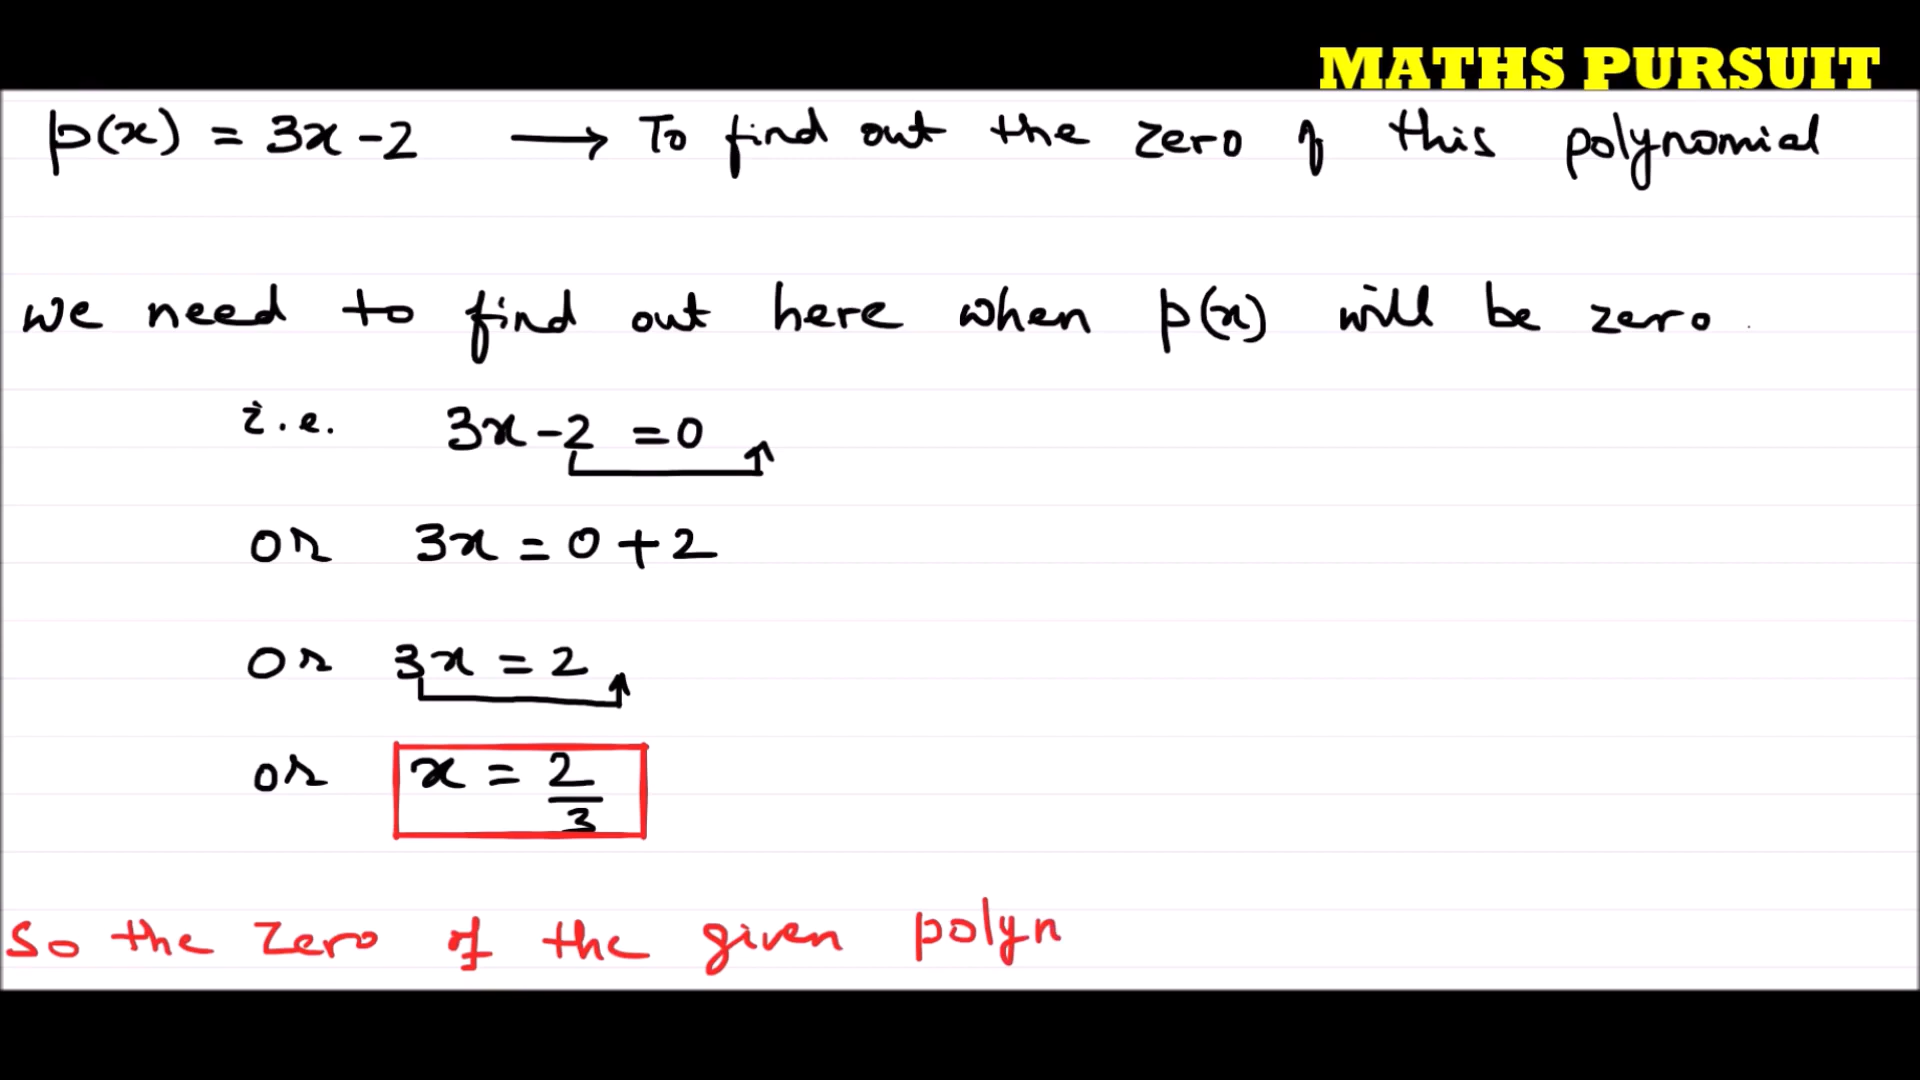 MATHS PURSUIT
p(x) = 3x - 2 → To find out the zero of this polynomial
we need to find out here when p(x) will be zero.
i.e. 3x - 2 = 0
or 3x = 0 + 2
or 3x = 2
or x = 2/3
So the zero of the given polyn